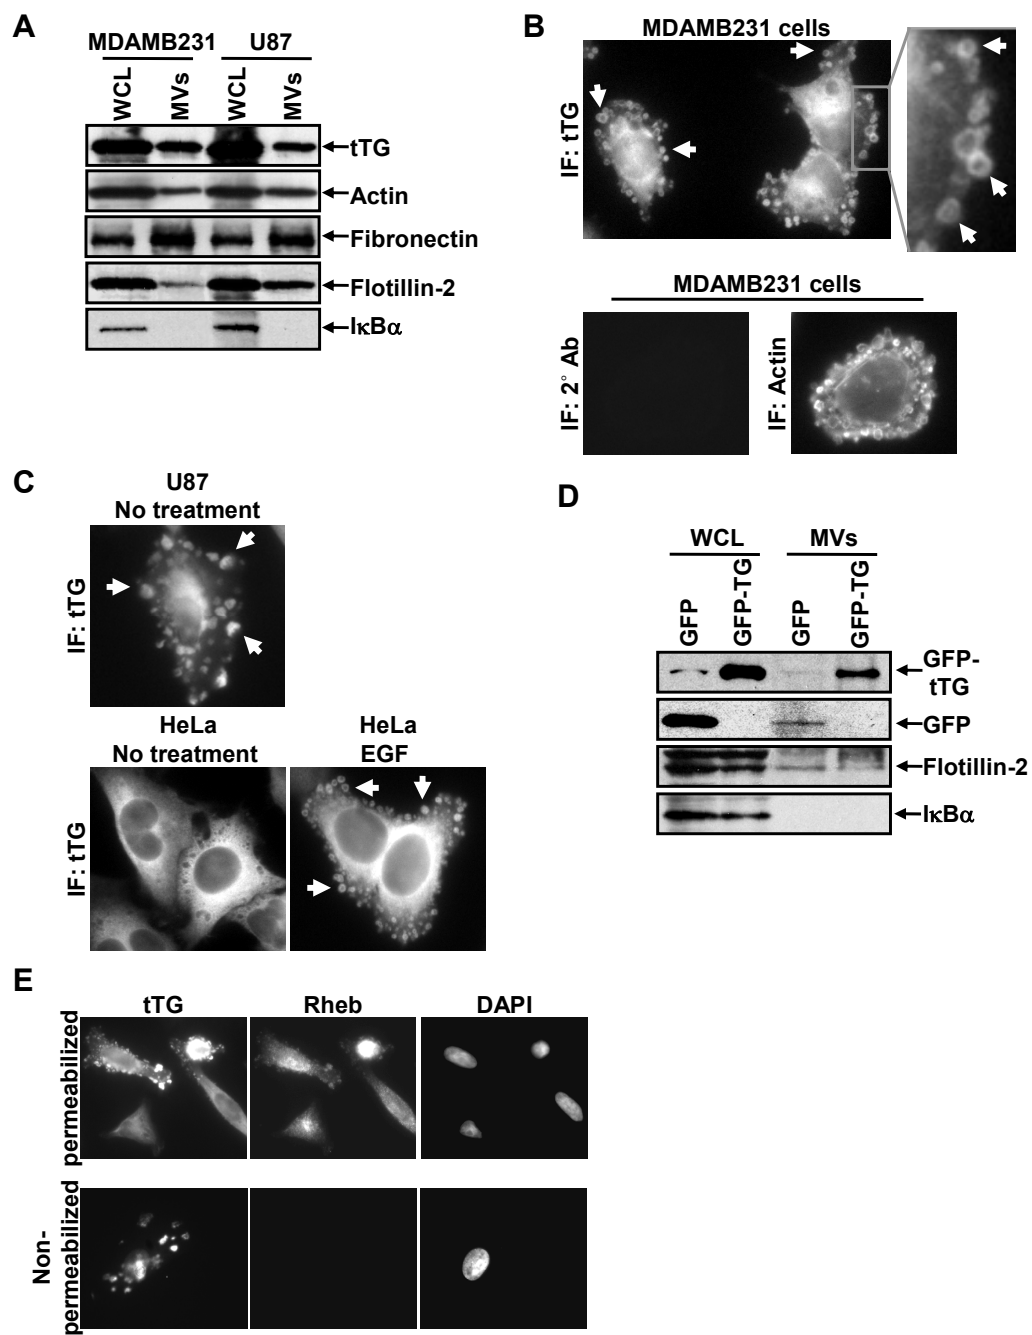 A
MDAMB231 U87
WCL MVs WCL MVs
tTG
Actin
Fibronectin
Flotillin-2
IκBα
B
MDAMB231 cells
IF: tTG
MDAMB231 cells
IF: 2° Ab
IF: Actin
C
U87
No treatment
IF: tTG
HeLa
No treatment
HeLa
EGF
IF: tTG
D
WCL MVs
GFP GFP-TG GFP GFP-TG
GFP-
tTG
GFP
Flotillin-2
IκBα
E
tTG Rheb DAPI
permeabilized
Non-
permeabilized